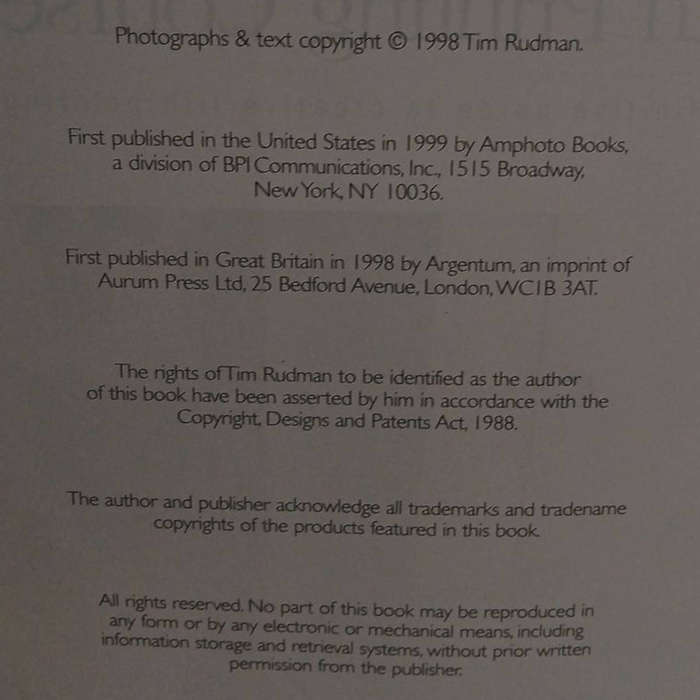 Photographs & text copyright © 1998 Tim Rudman.
First published in the United States in 1999 by Amphoto Books,
a division of BPI Communications, Inc., 1515 Broadway,
New York, NY 10036.
First published in Great Britain in 1998 by Argentum, an imprint of
Aurum Press Ltd, 25 Bedford Avenue, London, WC1B 3AT.
The rights of Tim Rudman to be identified as the author
of this book have been asserted by him in accordance with the
Copyright, Designs and Patents Act, 1988.
The author and publisher acknowledge all trademarks and tradename
copyrights of the products featured in this book.
All rights reserved. No part of this book may be reproduced in
any form or by any electronic or mechanical means, including
information storage and retrieval systems, without prior written
permission from the publisher.